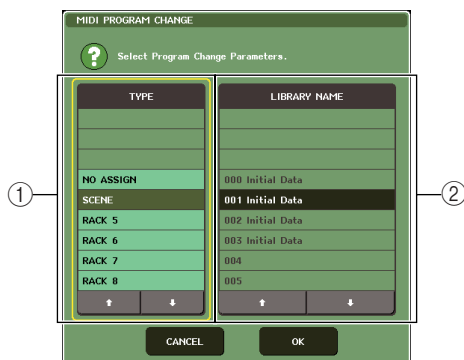 MIDI PROGRAM CHANGE
?
Select Program Change Parameters.
TYPE
LIBRARY NAME
NO ASSIGN
000 Initial Data
SCENE
001 Initial Data
RACK 5
002 Initial Data
RACK 6
003 Initial Data
RACK 7
004
RACK 8
005
1
2
CANCEL
OK